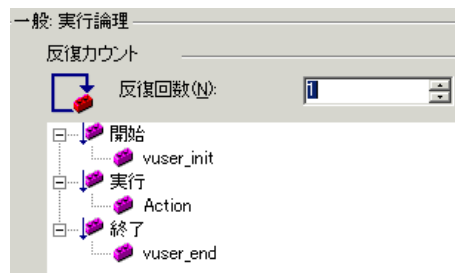 一般: 実行論理
反復カウント
反復回数(N): 1
開始
vuser_init
実行
Action
終了
vuser_end